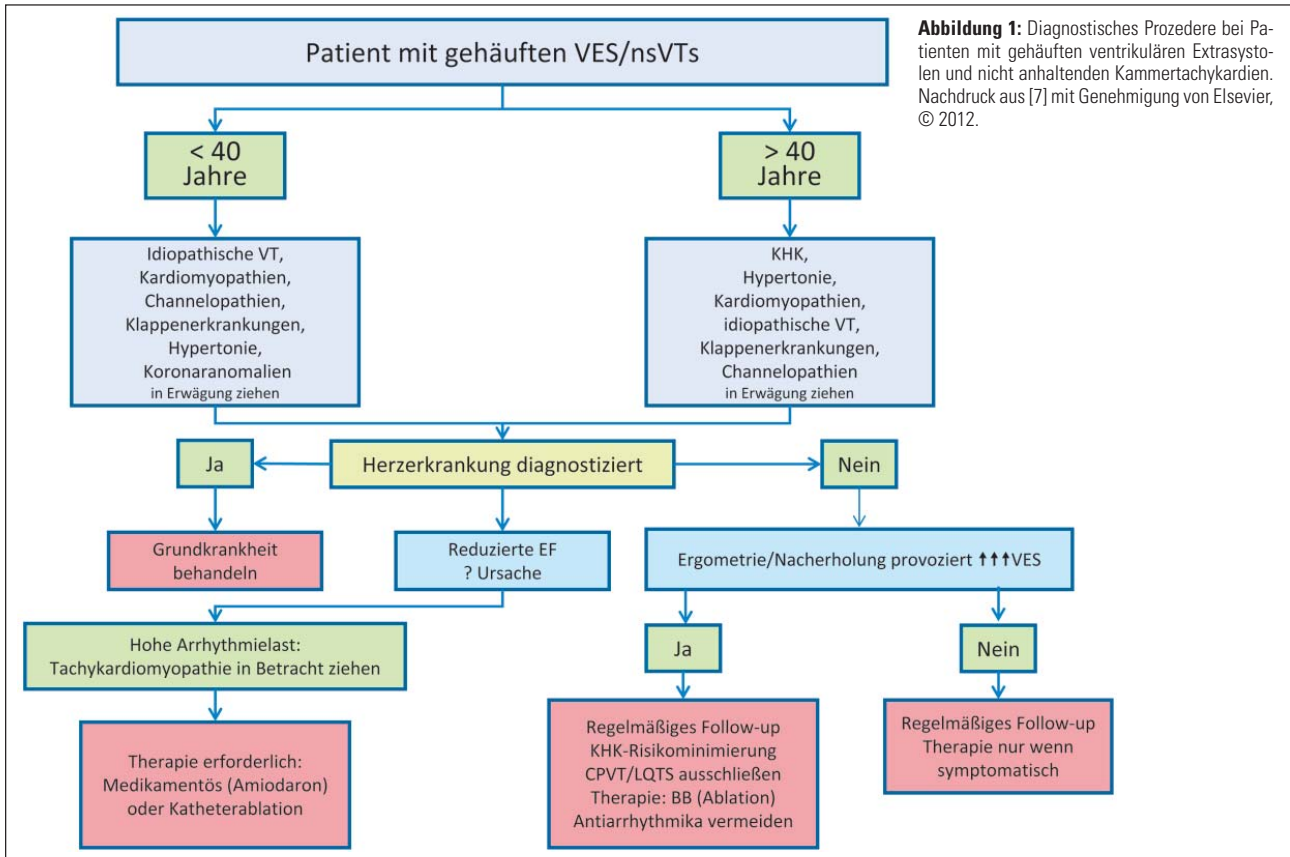 Patient mit gehäuften VES/nsVTs
Abbildung 1: Diagnostisches Prozedere bei Pa-
tienten mit gehäuften ventrikulären Extrasysto-
len und nicht anhaltenden Kammertachykardien.
Nachdruck aus [7] mit Genehmigung von Elsevier,
© 2012.
< 40
Jahre
> 40
Jahre
Idiopathische VT,
Kardiomyopathien,
Channelopathien,
Klappenerkrankungen,
Hypertonie,
Koronaranomalien
in Erwägung ziehen
KHK,
Hypertonie,
Kardiomyopathien,
idiopathische VT,
Klappenerkrankungen,
Channelopathien
in Erwägung ziehen
Ja
Herzerkrankung diagnostiziert
Nein
Grundkrankheit
behandeln
Reduzierte EF
? Ursache
Ergometrie/Nacherholung provoziert ↑↑↑VES
Hohe Arrhythmielast:
Tachykardiomyopathie in Betracht ziehen
Ja
Nein
Therapie erforderlich:
Medikamentös (Amiodaron)
oder Katheterablation
Regelmäßiges Follow-up
KHK-Risikominimierung
CPVT/LQTS ausschließen
Therapie: BB (Ablation)
Antiarrhythmika vermeiden
Regelmäßiges Follow-up
Therapie nur wenn
symptomatisch